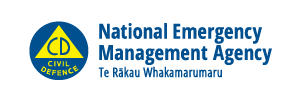 CD
CIVIL
DEFENCE
National Emergency
Management Agency
Te Rākau Whakamarumaru